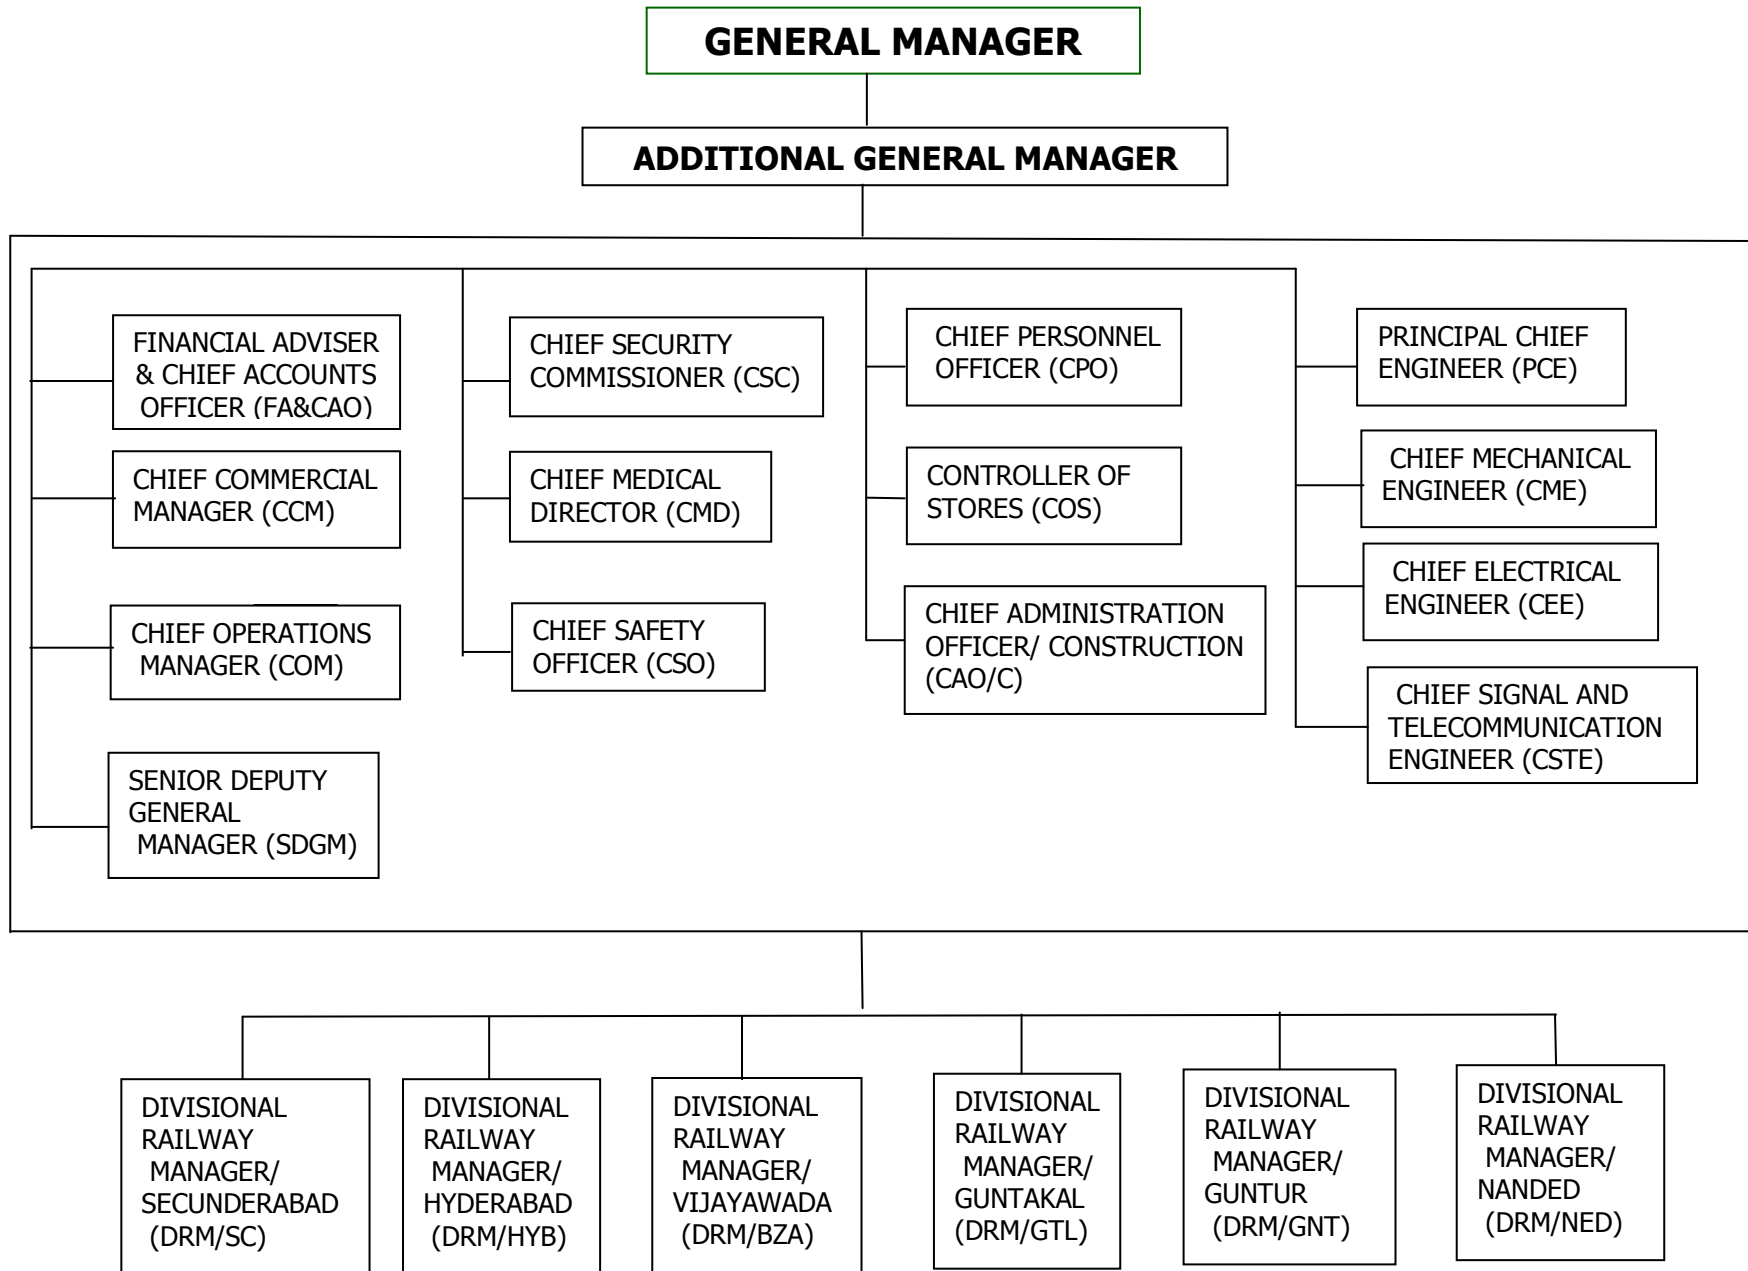 GENERAL MANAGER
ADDITIONAL GENERAL MANAGER
FINANCIAL ADVISER
& CHIEF ACCOUNTS
OFFICER (FA&CAO)
CHIEF COMMERCIAL
MANAGER (CCM)
CHIEF OPERATIONS
MANAGER (COM)
SENIOR DEPUTY
GENERAL
MANAGER (SDGM)
CHIEF SECURITY
COMMISSIONER (CSC)
CHIEF MEDICAL
DIRECTOR (CMD)
CHIEF SAFETY
OFFICER (CSO)
CHIEF PERSONNEL
OFFICER (CPO)
CONTROLLER OF
STORES (COS)
CHIEF ADMINISTRATION
OFFICER/ CONSTRUCTION
(CAO/C)
PRINCIPAL CHIEF
ENGINEER (PCE)
CHIEF MECHANICAL
ENGINEER (CME)
CHIEF ELECTRICAL
ENGINEER (CEE)
CHIEF SIGNAL AND
TELECOMMUNICATION
ENGINEER (CSTE)
DIVISIONAL
RAILWAY
MANAGER/
SECUNDERABAD
(DRM/SC)
DIVISIONAL
RAILWAY
MANAGER/
HYDERABAD
(DRM/HYB)
DIVISIONAL
RAILWAY
MANAGER/
VIJAYAWADA
(DRM/BZA)
DIVISIONAL
RAILWAY
MANAGER/
GUNTAKAL
(DRM/GTL)
DIVISIONAL
RAILWAY
MANAGER/
GUNTUR
(DRM/GNT)
DIVISIONAL
RAILWAY
MANAGER/
NANDED
(DRM/NED)